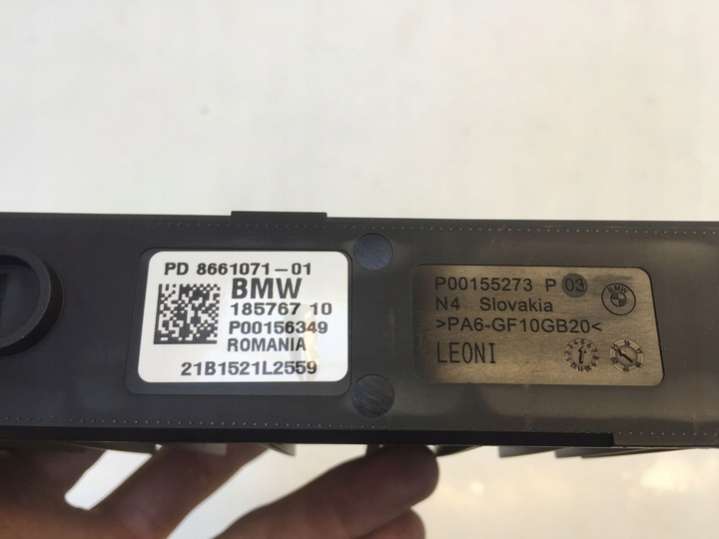 PD 8661071-01
BMW
185767 10
P00156349
ROMANIA
21B1521L2559
P00155273 P 03
N4 Slovakia
>PA6-GF10GB20<
LEONI